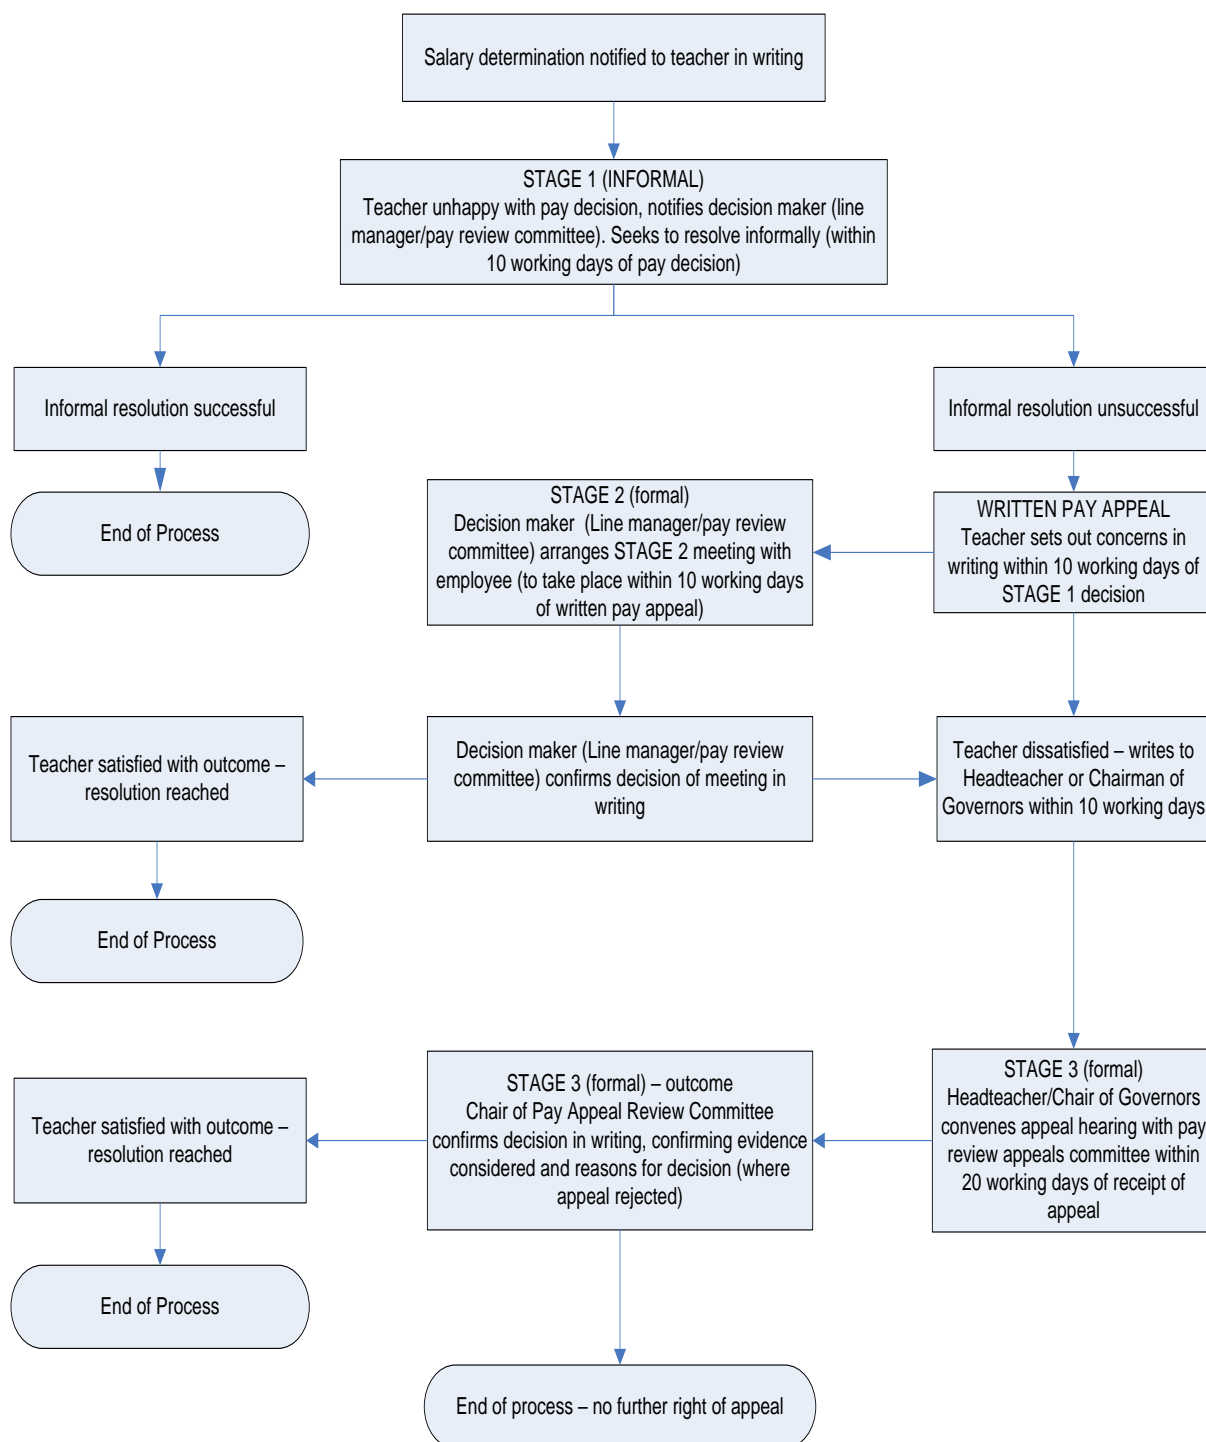 Salary determination notified to teacher in writing
STAGE 1 (INFORMAL)
Teacher unhappy with pay decision, notifies decision maker (line
manager/pay review committee). Seeks to resolve informally (within
10 working days of pay decision)
Informal resolution successful
Informal resolution unsuccessful
End of Process
STAGE 2 (formal)
Decision maker  (Line manager/pay review
committee) arranges STAGE 2 meeting with
employee (to take place within 10 working days
of written pay appeal)
WRITTEN PAY APPEAL
Teacher sets out concerns in
writing within 10 working days of
STAGE 1 decision
Teacher satisfied with outcome –
resolution reached
Decision maker (Line manager/pay review
committee) confirms decision of meeting in
writing
Teacher dissatisfied – writes to
Headteacher or Chairman of
Governors within 10 working days
End of Process
Teacher satisfied with outcome –
resolution reached
STAGE 3 (formal) – outcome
Chair of Pay Appeal Review Committee
confirms decision in writing, confirming evidence
considered and reasons for decision (where
appeal rejected)
STAGE 3 (formal)
Headteacher/Chair of Governors
convenes appeal hearing with pay
review appeals committee within
20 working days of receipt of
appeal
End of Process
End of process – no further right of appeal